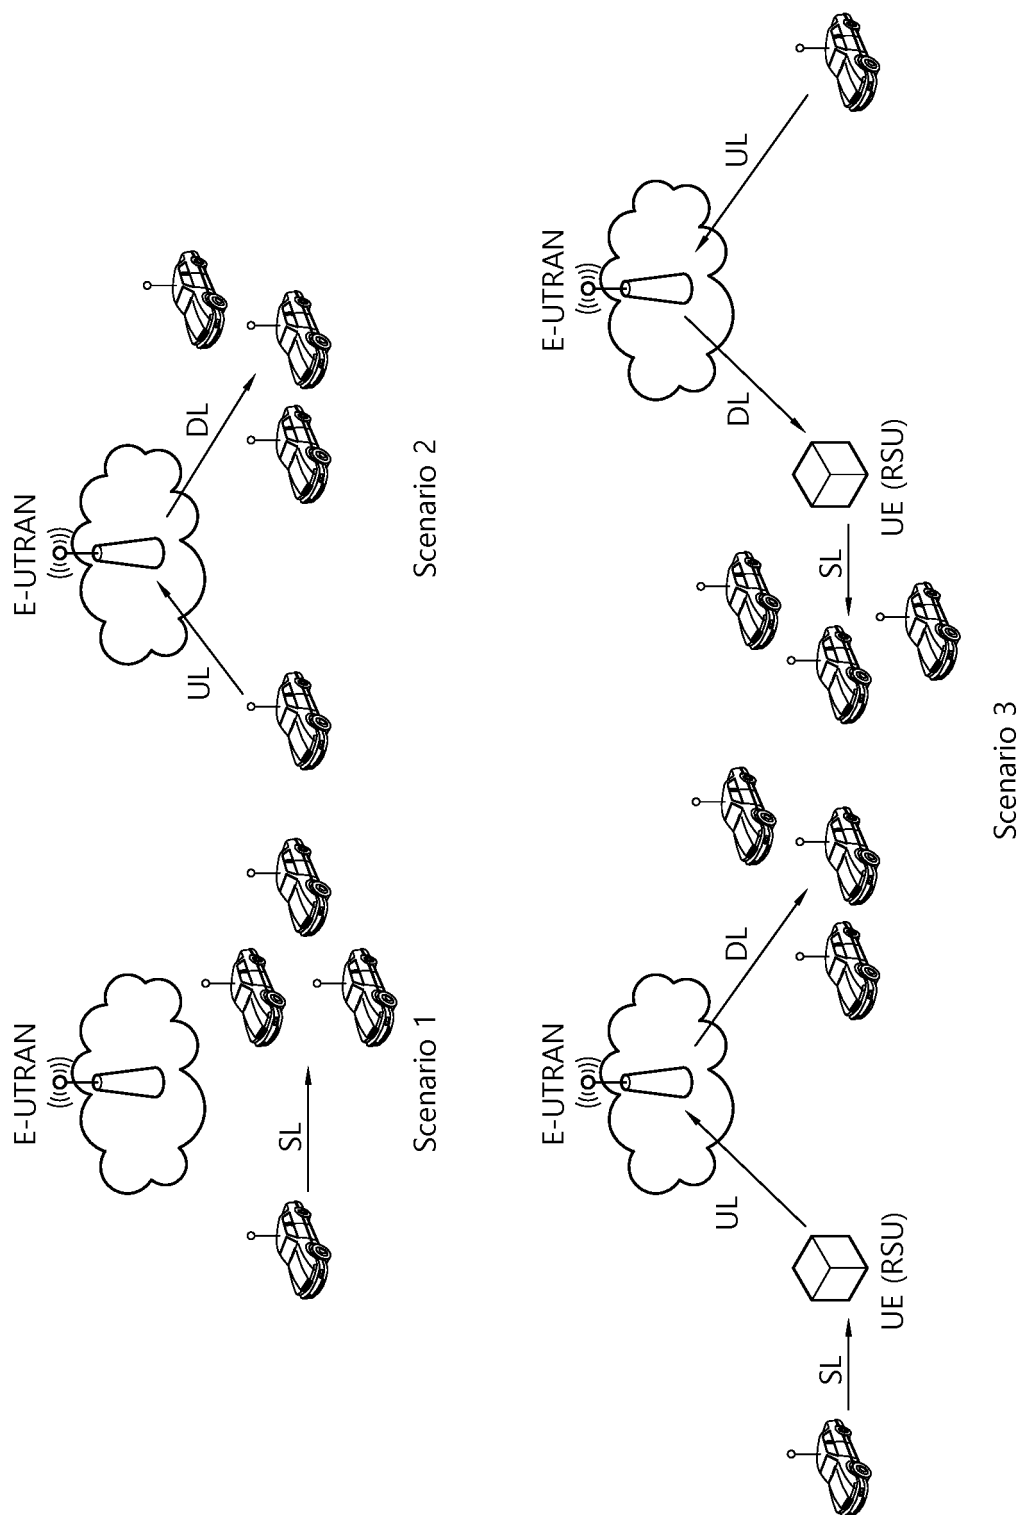 E-UTRAN
SL
Scenario 1
E-UTRAN
UL
DL
Scenario 2
E-UTRAN
SL
UE (RSU)
UL
DL
E-UTRAN
SL
UE (RSU)
DL
UL
Scenario 3